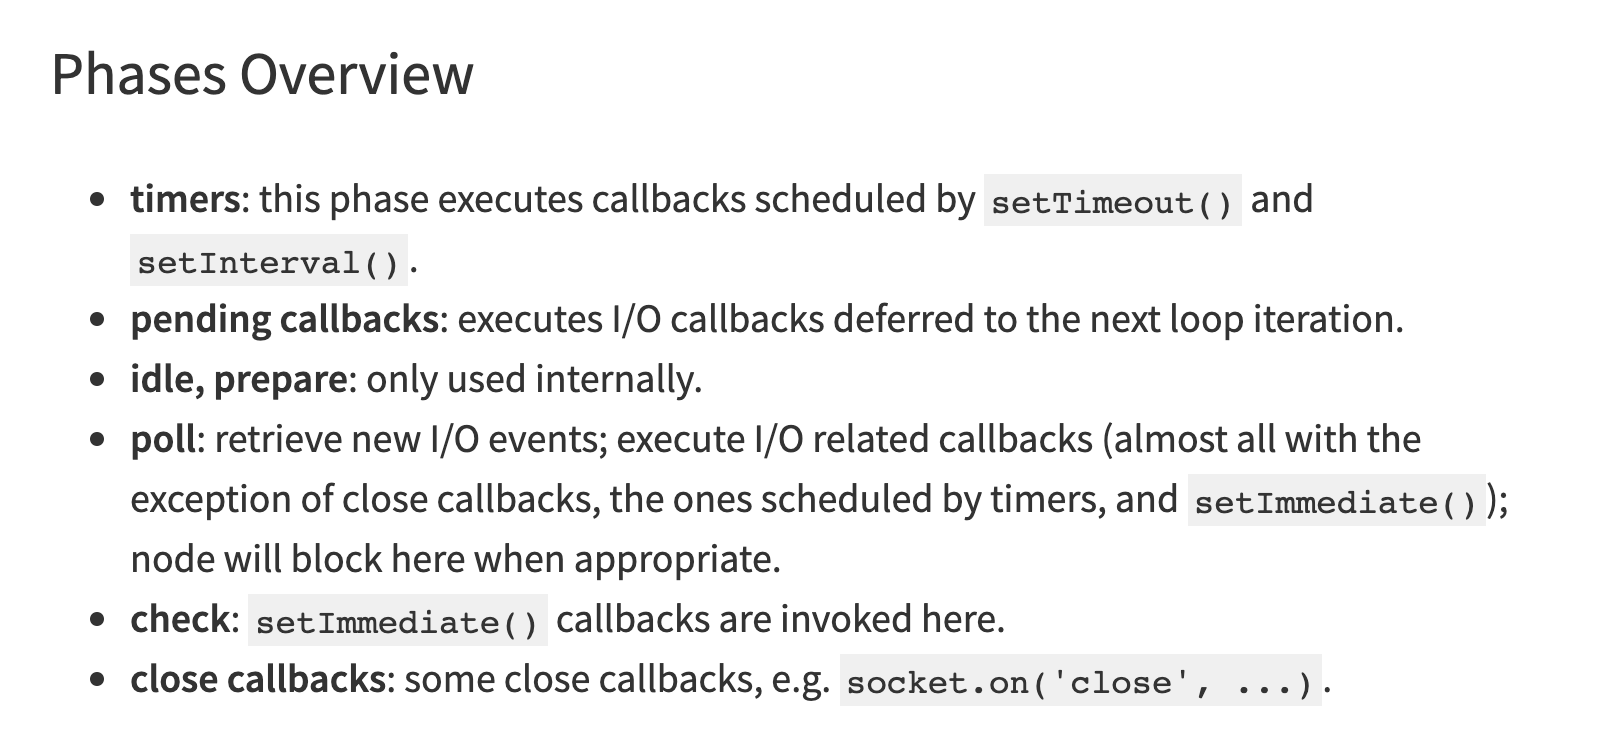 Phases Overview
• timers: this phase executes callbacks scheduled by setTimeout() and
setInterval().
• pending callbacks: executes I/O callbacks deferred to the next loop iteration.
• idle, prepare: only used internally.
• poll: retrieve new I/O events; execute I/O related callbacks (almost all with the
exception of close callbacks, the ones scheduled by timers, and setImmediate());
node will block here when appropriate.
• check: setImmediate() callbacks are invoked here.
• close callbacks: some close callbacks, e.g. socket.on('close', ...).